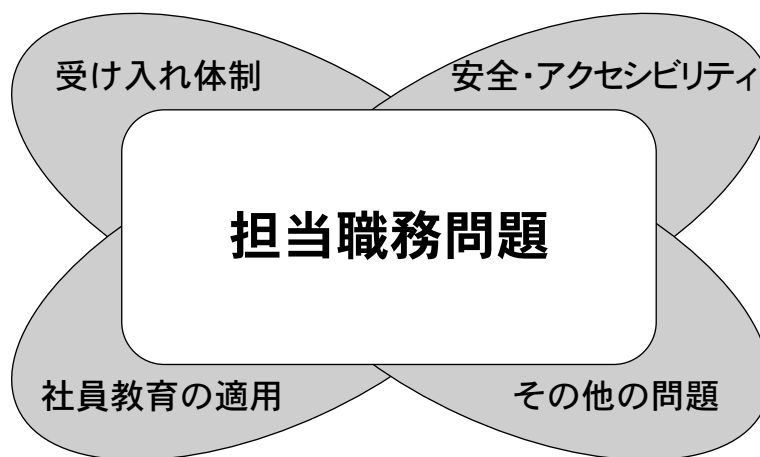 受け入れ体制
安全・アクセシビリティ
担当職務問題
社員教育の適用
その他の問題